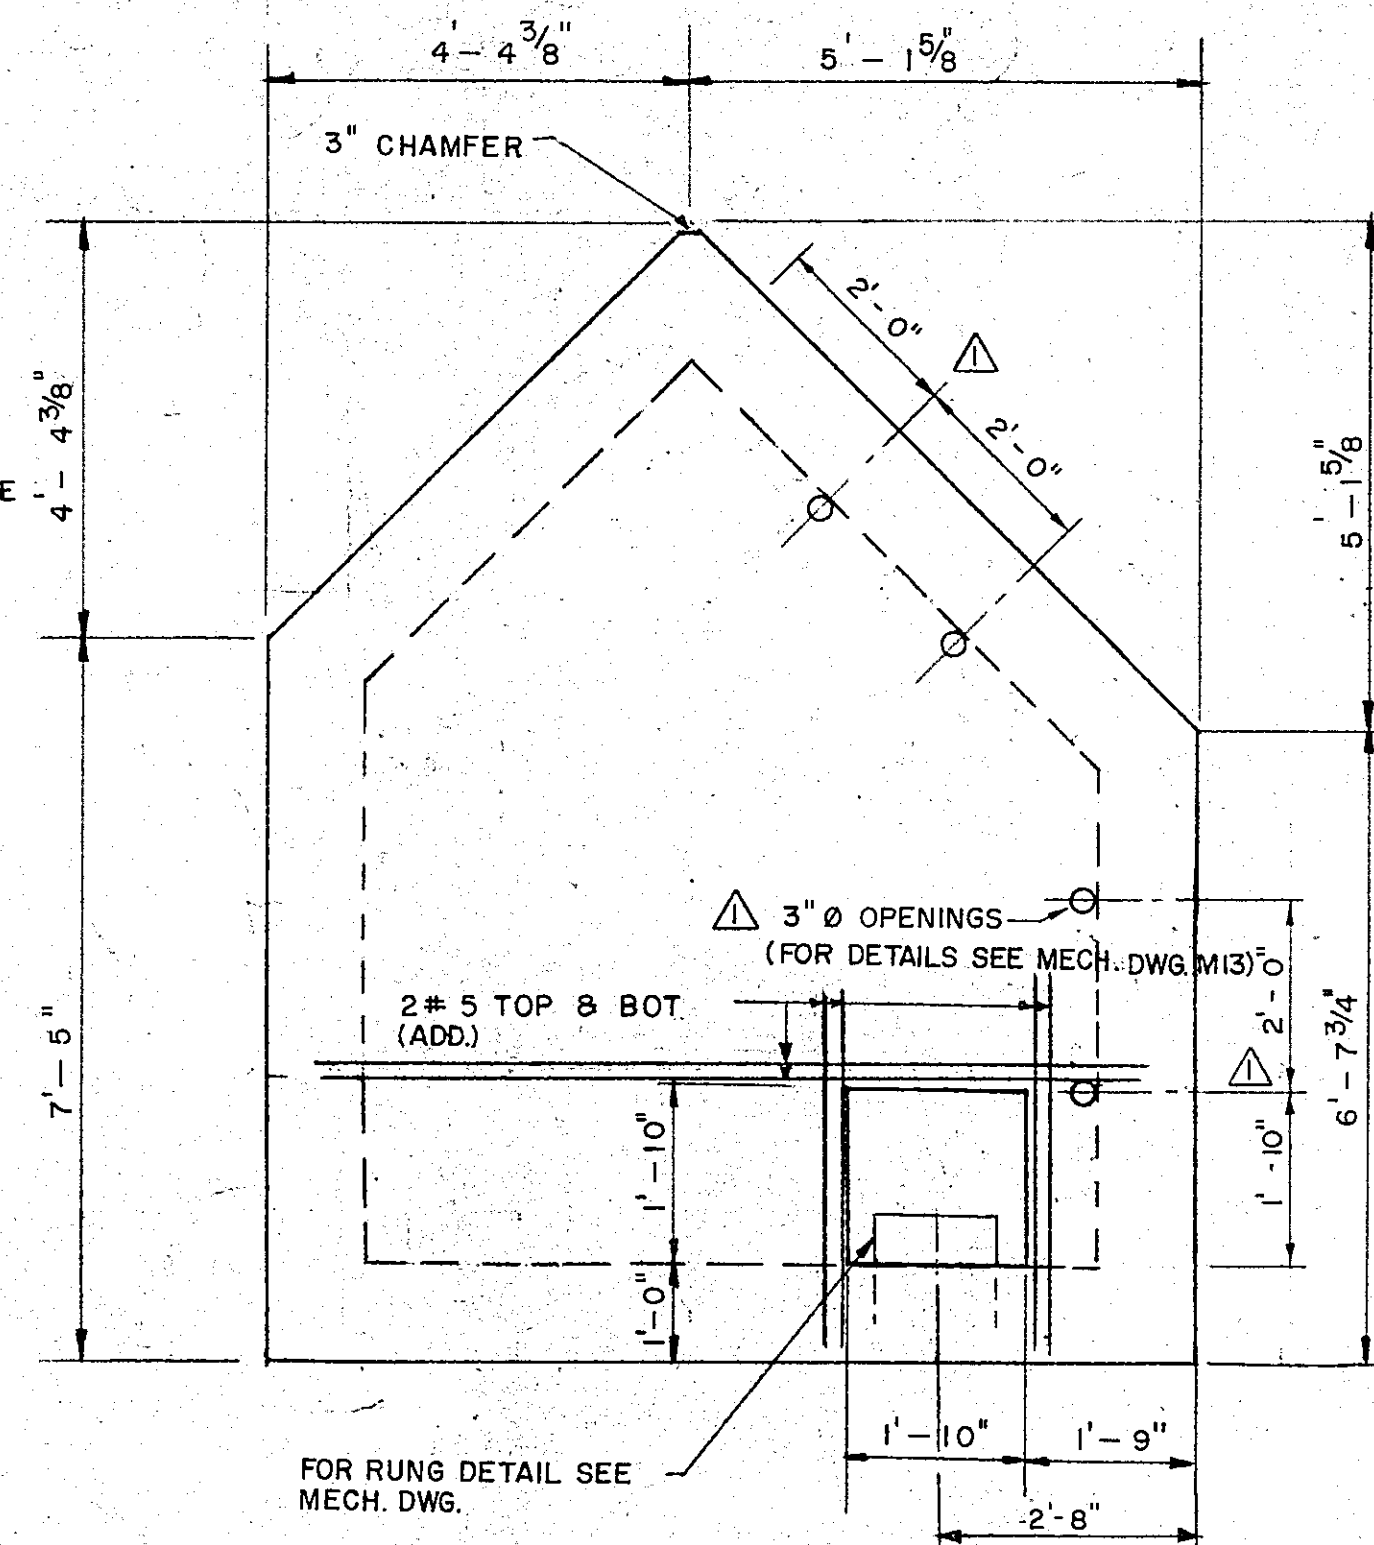 4'- 4 3/8"
5'- 1 5/8"
3" CHAMFER
2'-0"
1
2'-0"
4'- 4 3/8"
E
5'-1 5/8"
1 3" Ø OPENINGS
(FOR DETAILS SEE MECH. DWG. M13)
2'-0"
2# 5 TOP & BOT.
(ADD.)
7'- 5"
1
6'- 7 3/4"
1'-10"
1'-10"
1'-0"
1'-10"
1'-9"
FOR RUNG DETAIL SEE
MECH. DWG.
2'-8"